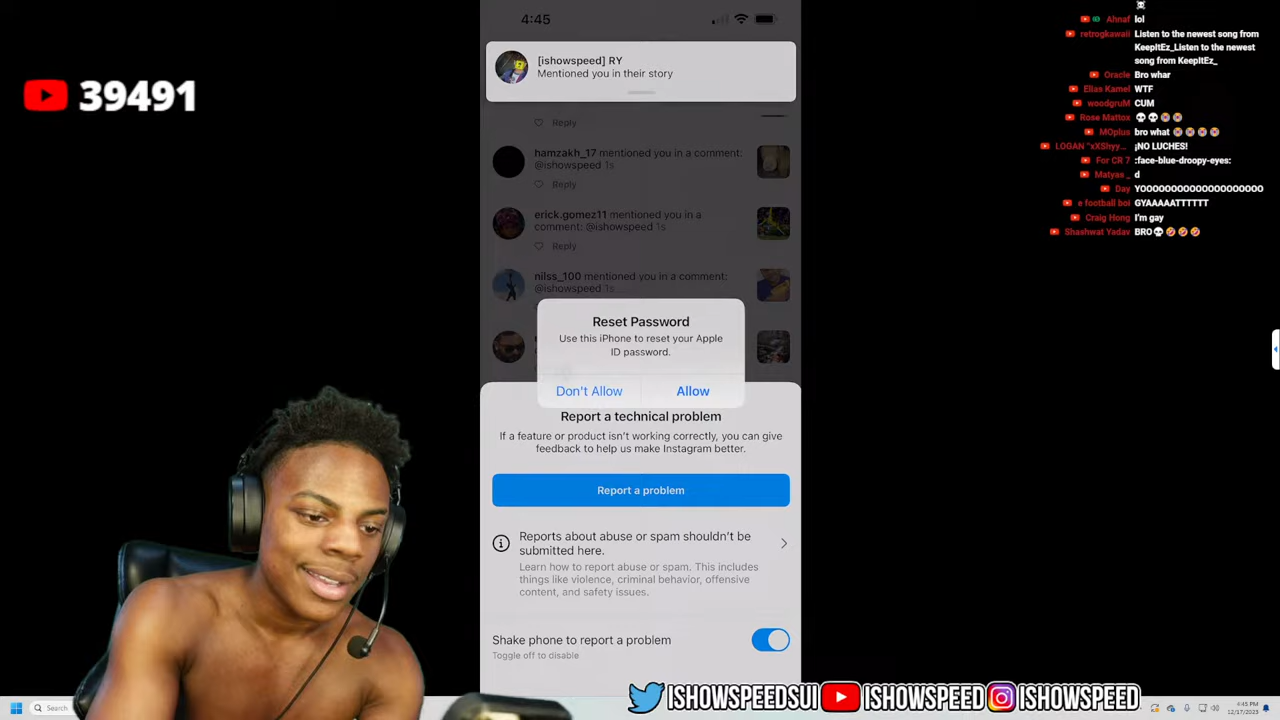 4:45
39491
[ishowspeed] RY
Mentioned you in their story
Reply
hamzakh_17 mentioned you in a comment:
@ishowspeed 1s
Reply
erick.gomez11 mentioned you in a
comment: @ishowspeed 1s
Reply
nilss_100 mentioned you in a comment:
@ishowspeed 1s
Reset Password
Use this iPhone to reset your Apple
ID password.
Don't Allow
Allow
Report a technical problem
If a feature or product isn't working correctly, you can give
feedback to help us make Instagram better.
Report a problem
Reports about abuse or spam shouldn't be
submitted here.
Learn how to report abuse or spam. This includes
things like violence, criminal behavior, offensive
content, and safety issues.
Shake phone to report a problem
Toggle off to disable
Ahnaf lol
retrogkawaii Listen to the newest song from
KeepItEz_Listen to the newest
song from KeepItEz_
Oracle Bro whar
Elias Kamel WTF
woodgruM CUM
Rose Mattox 💀💀
MOplus bro what
LOGAN "xXShyy... ¡NO LUCHES!
For CR 7 :face-blue-droopy-eyes:
Matyas _ d
Day YOOOOOOOOOOOOOOOOOOO
e football boi GYAAAAATTTTTT
Craig Hong I'm gay
Shashwat Yadav BRO💀🤣🤣🤣
ISHOWSPEEDSUI ISHOWSPEED ISHOWSPEED
Search
4:45 PM
12/17/2023